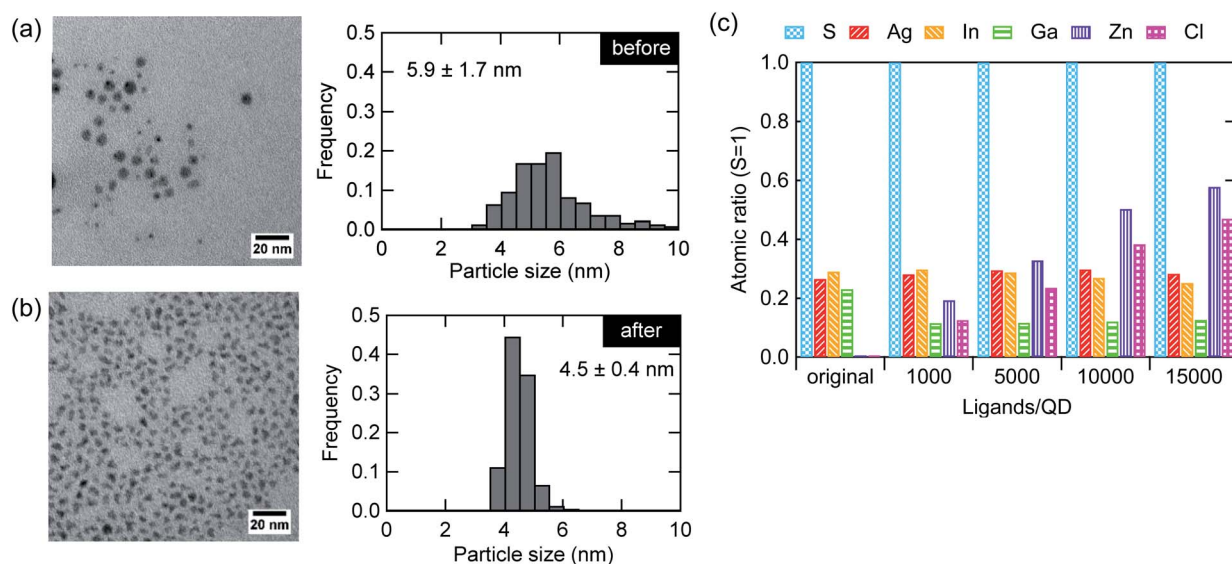 (a)
20 nm
0.5
0.4
0.3
0.2
0.1
0.0
Frequency
before
5.9 ± 1.7 nm
0 2 4 6 8 10
Particle size (nm)
(b)
20 nm
0.5
0.4
0.3
0.2
0.1
0.0
Frequency
after
4.5 ± 0.4 nm
0 2 4 6 8 10
Particle size (nm)
(c)
S Ag In Ga Zn Cl
1.0
0.8
0.6
0.4
0.2
0.0
Atomic ratio (S=1)
original 1000 5000 10000 15000
Ligands/QD